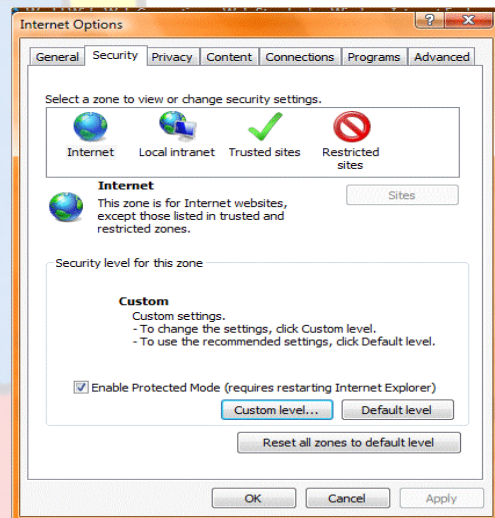 Internet Options
General Security Privacy Content Connections Programs Advanced
Select a zone to view or change security settings.
Internet Local intranet Trusted sites Restricted sites
Internet
Sites
This zone is for Internet websites,
except those listed in trusted and
restricted zones.
Security level for this zone
Custom
Custom settings.
- To change the settings, click Custom level.
- To use the recommended settings, click Default level.
Enable Protected Mode (requires restarting Internet Explorer)
Custom level... Default level
Reset all zones to default level
OK Cancel Apply